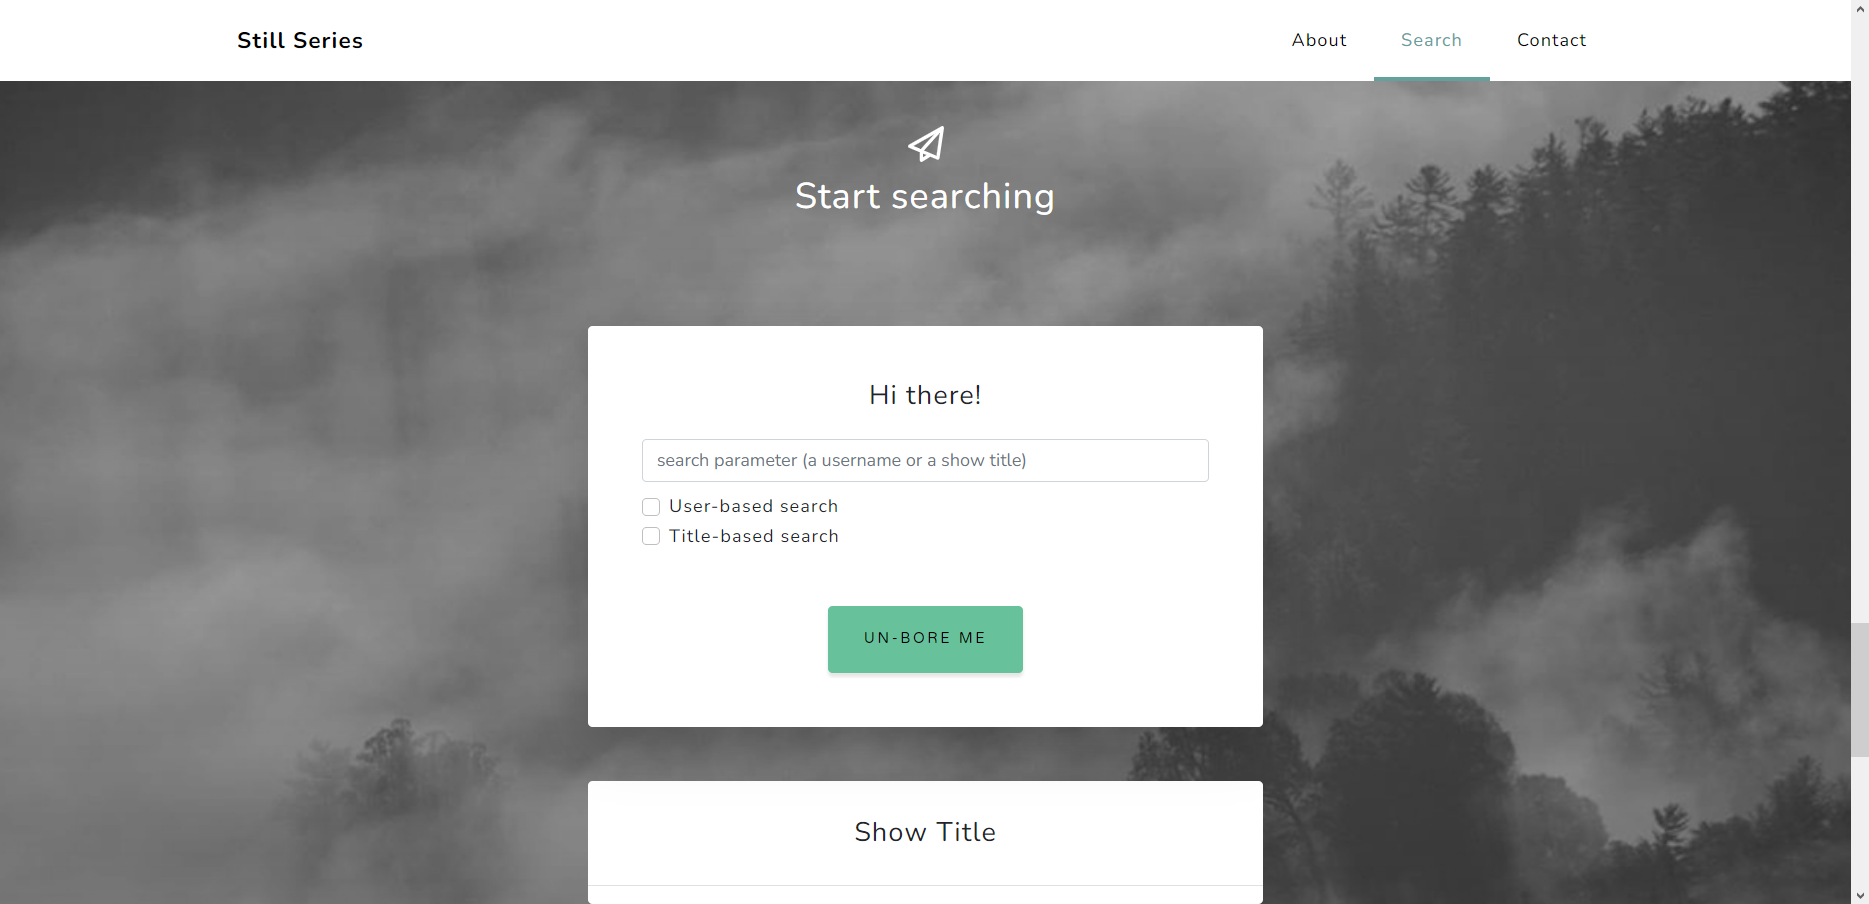 Still Series
About
Search
Contact
Start searching
Hi there!
search parameter (a username or a show title)
User-based search
Title-based search
UN-BORE ME
Show Title